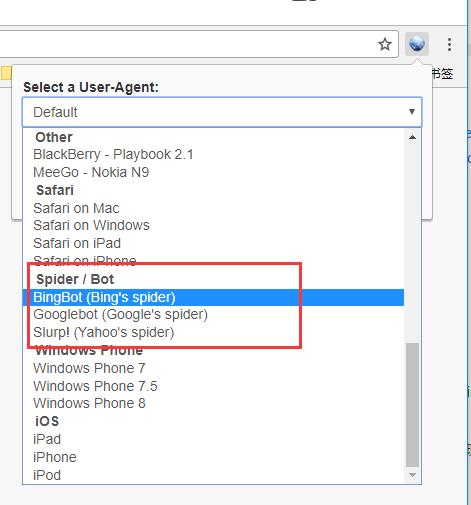 书签
Select a User-Agent:
Default
Other
BlackBerry - Playbook 2.1
MeeGo - Nokia N9
Safari
Safari on Mac
Safari on Windows
Safari on iPad
Safari on iPhone
Spider / Bot
BingBot (Bing's spider)
Googlebot (Google's spider)
Slurp! (Yahoo's spider)
Windows Phone
Windows Phone 7
Windows Phone 7.5
Windows Phone 8
iOS
iPad
iPhone
iPod